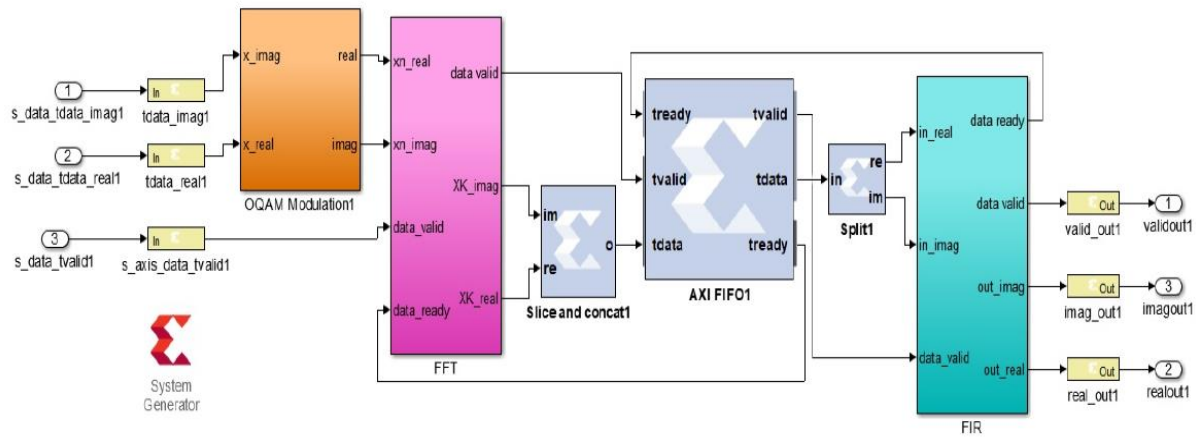 1
s_data_tdata_imag1
In
tdata_imag1
2
s_data_tdata_real1
In
tdata_real1
3
s_data_tvalid1
In
s_axis_data_tvalid1
System
Generator
x_imag
real
x_real
imag
OQAM Modulation1
xn_real
data valid
xn_imag
XK_imag
data_valid
XK_real
data_ready
FFT
im
o
re
Slice and concat1
tready
tvalid
tvalid
tdata
tdata
tready
AXI FIFO1
in
re
im
Split1
in_real
data ready
data valid
in_imag
out_imag
data_valid
out_real
FIR
Out
valid_out1
1
validout1
Out
imag_out1
3
imagout1
Out
real_out1
2
realout1